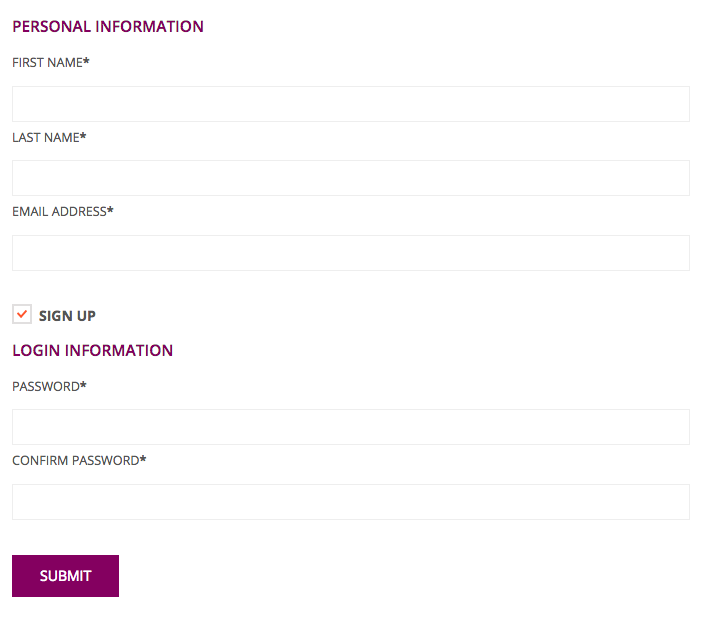 PERSONAL INFORMATION
FIRST NAME*
LAST NAME*
EMAIL ADDRESS*
SIGN UP
LOGIN INFORMATION
PASSWORD*
CONFIRM PASSWORD*
SUBMIT